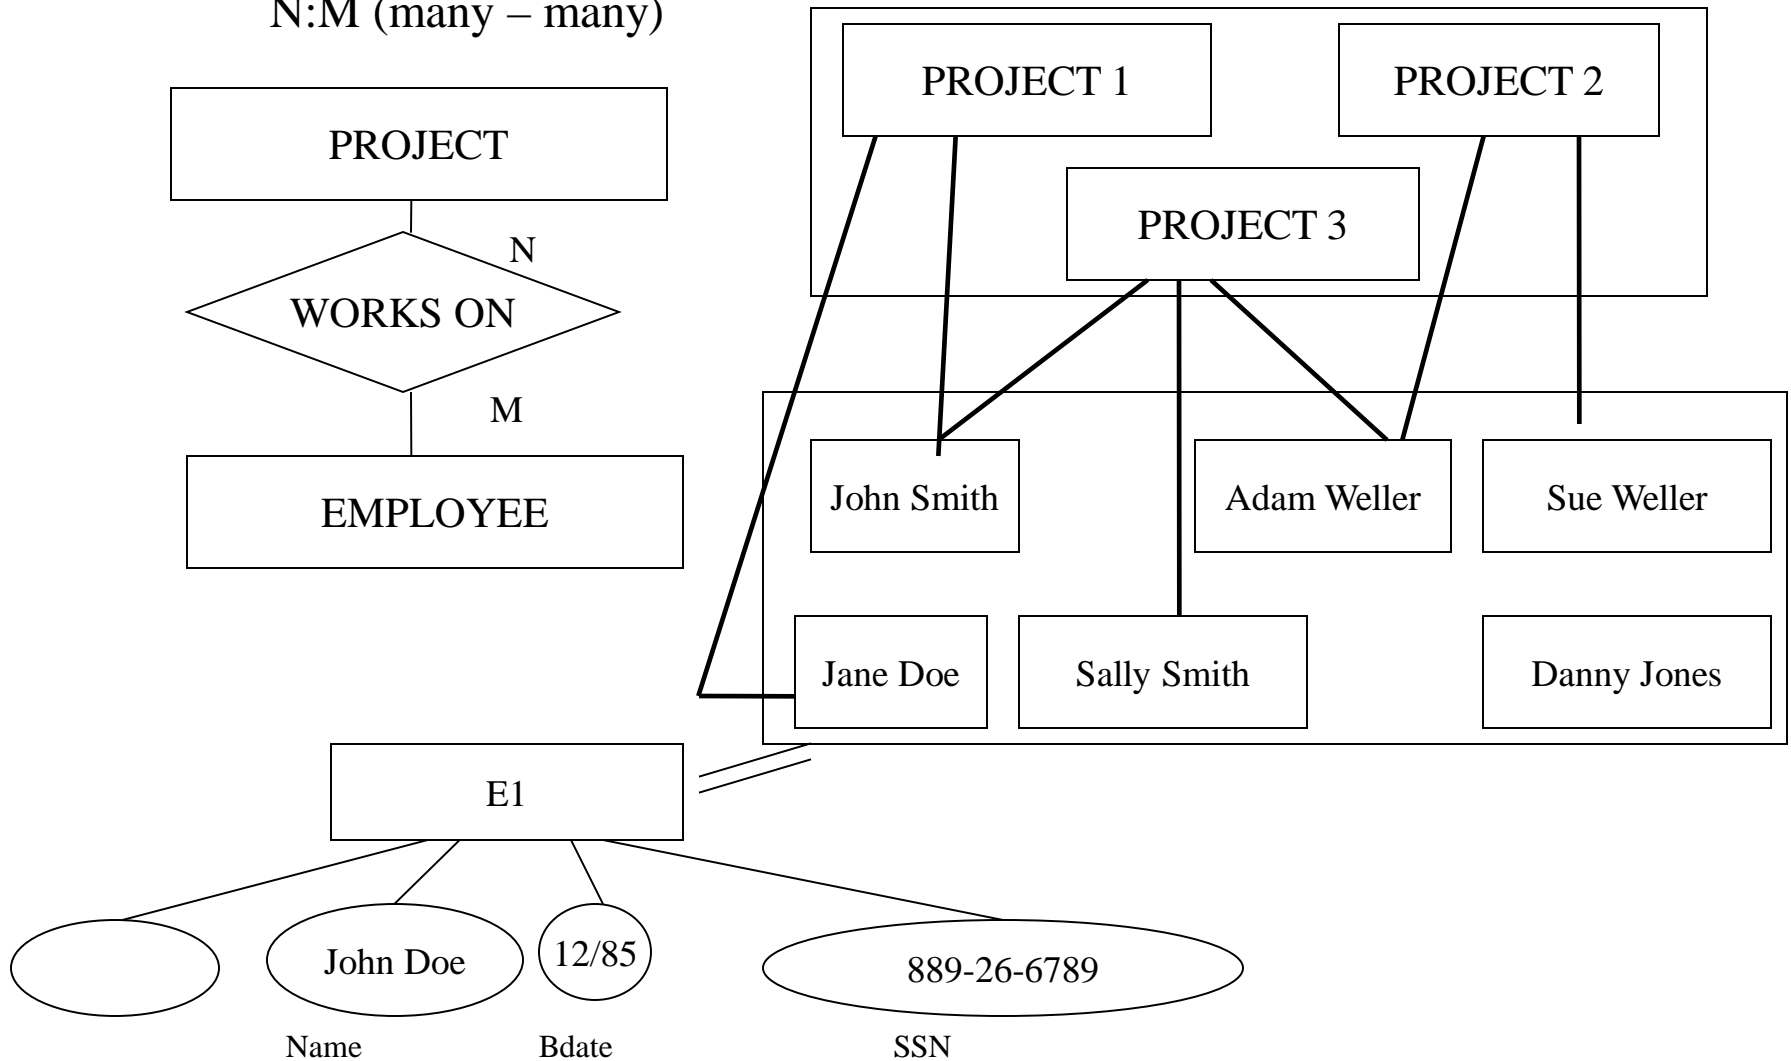 N:M (many – many)
PROJECT
N
WORKS ON
M
EMPLOYEE
PROJECT 1
PROJECT 2
PROJECT 3
John Smith
Adam Weller
Sue Weller
Jane Doe
Sally Smith
Danny Jones
E1
John Doe
12/85
889-26-6789
Name
Bdate
SSN